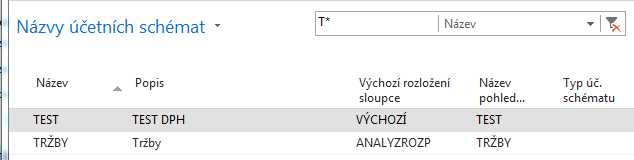 Názvy účetních schémat
T* Název
Název Popis Výchozí rozložení sloupce Název pohled... Typ úč. schématu
TEST TEST DPH VÝCHOZÍ TEST
TRŽBY Tržby ANALYZROZP TRŽBY